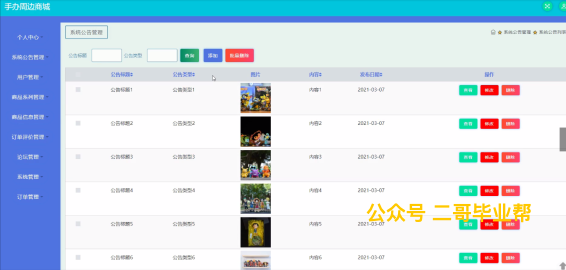 手办周边商城
个人中心
系统公告管理
用户管理
商品系列管理
商品信息管理
订单评价管理
论坛管理
系统管理
订单管理
系统公告管理
系统公告管理 系统公告列表
公告标题 公告类型 查询 添加 批量删除
公告标题 公告类型 图片 内容 发布日期 操作
公告标题1 公告类型1 内容1 2021-03-07 查看 修改 删除
公告标题2 公告类型2 内容2 2021-03-07 查看 修改 删除
公告标题3 公告类型3 内容3 2021-03-07 查看 修改 删除
公告标题4 公告类型4 内容4 2021-03-07 查看 修改 删除
公众号 二哥毕业帮
公告标题5 公告类型5 内容5 2021-03-07 查看 修改 删除
公告标题6 公告类型6 内容6 2021-03-07 查看 修改 删除